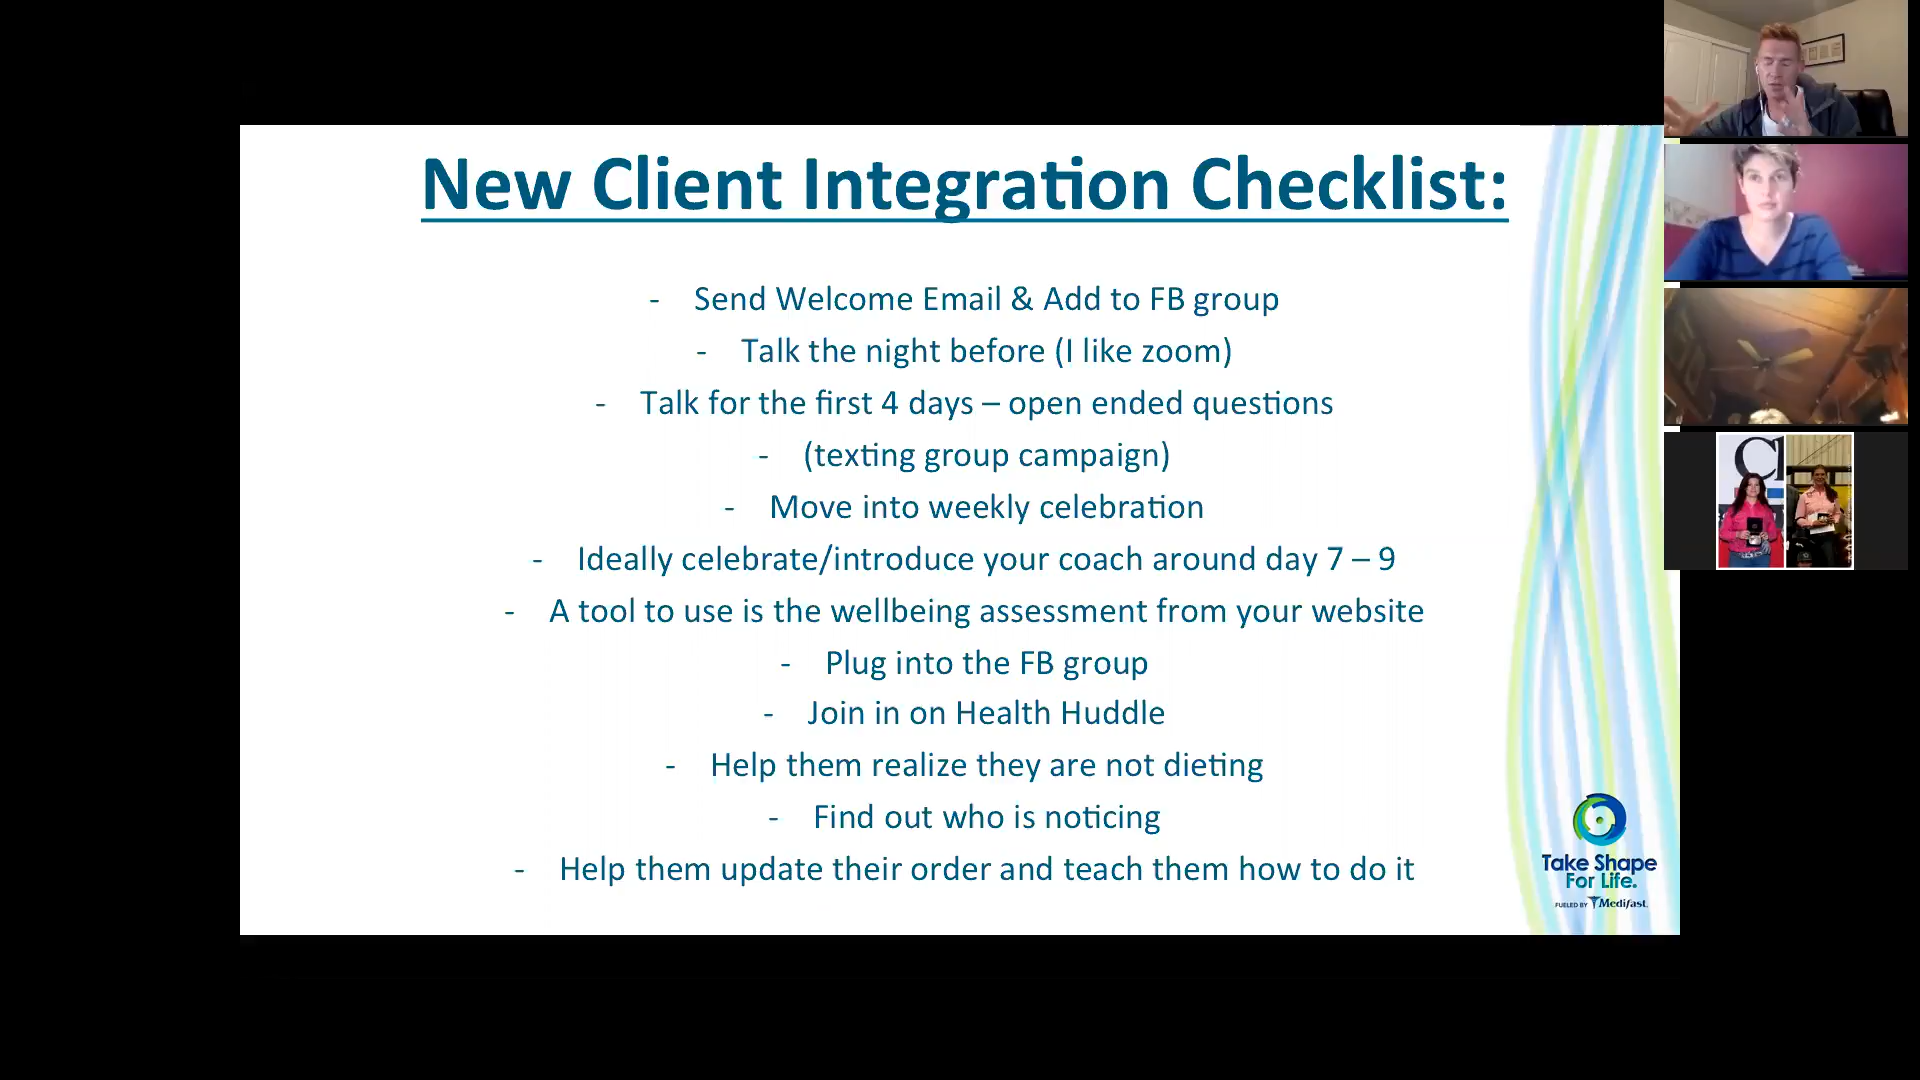 New Client Integration Checklist:
- Send Welcome Email & Add to FB group
- Talk the night before (I like zoom)
- Talk for the first 4 days – open ended questions
- (texting group campaign)
- Move into weekly celebration
- Ideally celebrate/introduce your coach around day 7 – 9
- A tool to use is the wellbeing assessment from your website
- Plug into the FB group
- Join in on Health Huddle
- Help them realize they are not dieting
- Find out who is noticing
- Help them update their order and teach them how to do it
Take Shape
For Life.
FUELED BY Medifast